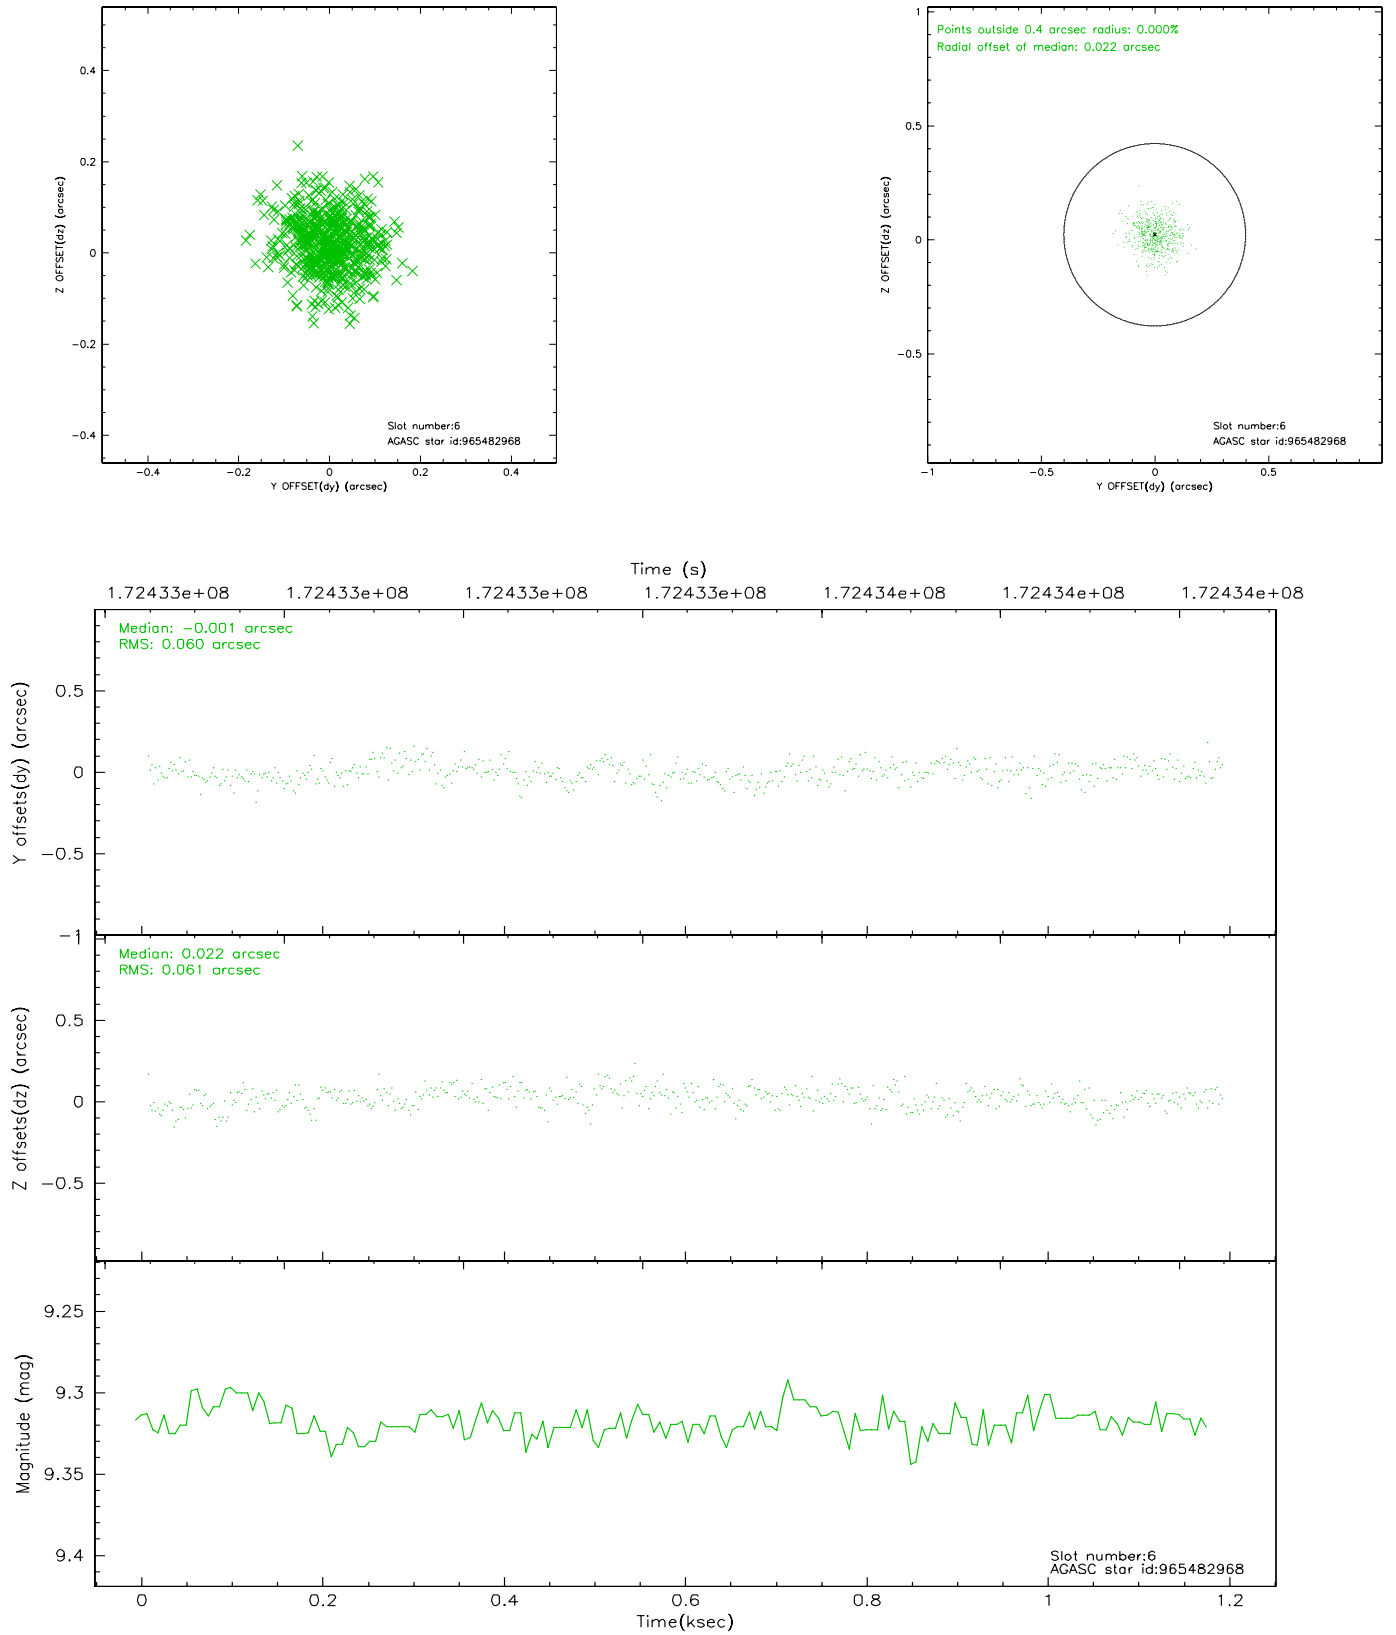 0.4
0.2
0
−0.2
−0.4
Z OFFSET(dz) (arcsec)
Slot number:6
AGASC star id:965482968
−0.4 −0.2 0 0.2 0.4
Y OFFSET(dy) (arcsec)
Points outside 0.4 arcsec radius: 0.000%
Radial offset of median: 0.022 arcsec
1
0.5
0
−0.5
Z OFFSET(dz) (arcsec)
Slot number:6
AGASC star id:965482968
−1 −0.5 0 0.5
Y OFFSET(dy) (arcsec)
Time (s)
1.72433e+08 1.72433e+08 1.72433e+08 1.72433e+08 1.72434e+08 1.72434e+08 1.72434e+08
Median: −0.001 arcsec
RMS: 0.060 arcsec
0.5
0
−0.5
−1
Y offsets(dy) (arcsec)
Median: 0.022 arcsec
RMS: 0.061 arcsec
0.5
0
−0.5
Z offsets(dz) (arcsec)
9.25
9.3
9.35
9.4
Magnitude (mag)
Slot number:6
AGASC star id:965482968
0 0.2 0.4 0.6 0.8 1 1.2
Time(ksec)